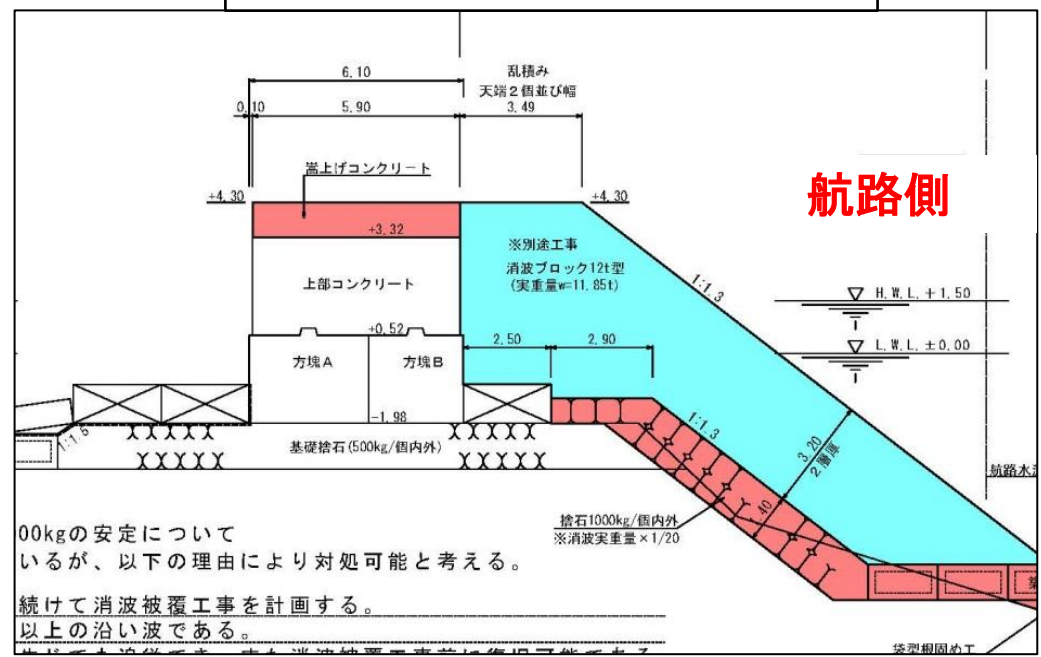 6.10
乱積み
天端2個並び幅
0.10
5.90
3.49
嵩上げコンクリート
+4.30
+4.30
航路側
+3.32
※別途工事
消波ブロック12t型
(実重量w=11.85t)
上部コンクリート
1:1.3
H.W.L.+1.50
+0.52
2.50
2.90
L.W.L.±0.00
方塊A
方塊B
-1.98
1:1.5
1:1.3
基礎捨石(500kg/個内外)
3.20
2層厚
航路水
捨石1000kg/個内外
※消波実重量×1/20
00kgの安定について
いるが、以下の理由により対処可能と考える。
続けて消波被覆工事を計画する。
以上の沿い波である。
袋型根固め工